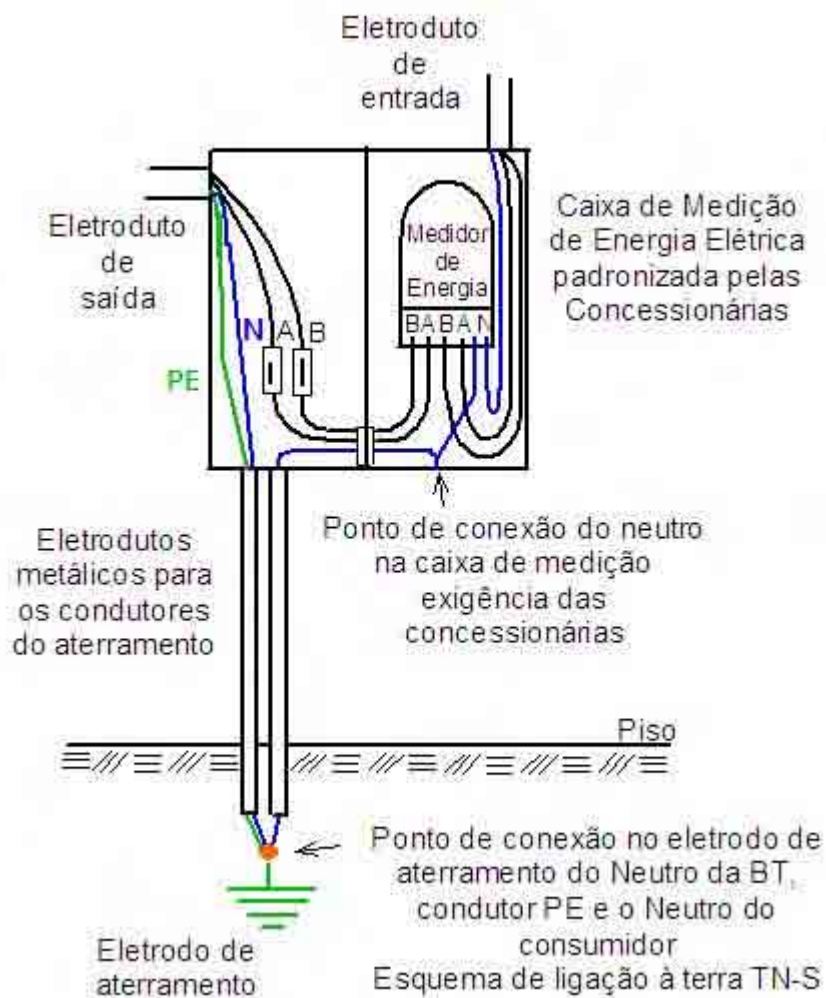 Eletroduto
de
entrada
Eletroduto
de
saída
Medidor
de
Energia
BABAN
Caixa de Medição
de Energia Elétrica
padronizada pelas
Concessionárias
N A B
PE
Ponto de conexão do neutro
na caixa de medição
exigência das
concessionárias
Eletrodutos
metálicos para
os condutores
do aterramento
Piso
Ponto de conexão no eletrodo de
aterramento do Neutro da BT,
condutor PE e o Neutro do
consumidor
Esquema de ligação à terra TN-S
Eletrodo de
aterramento